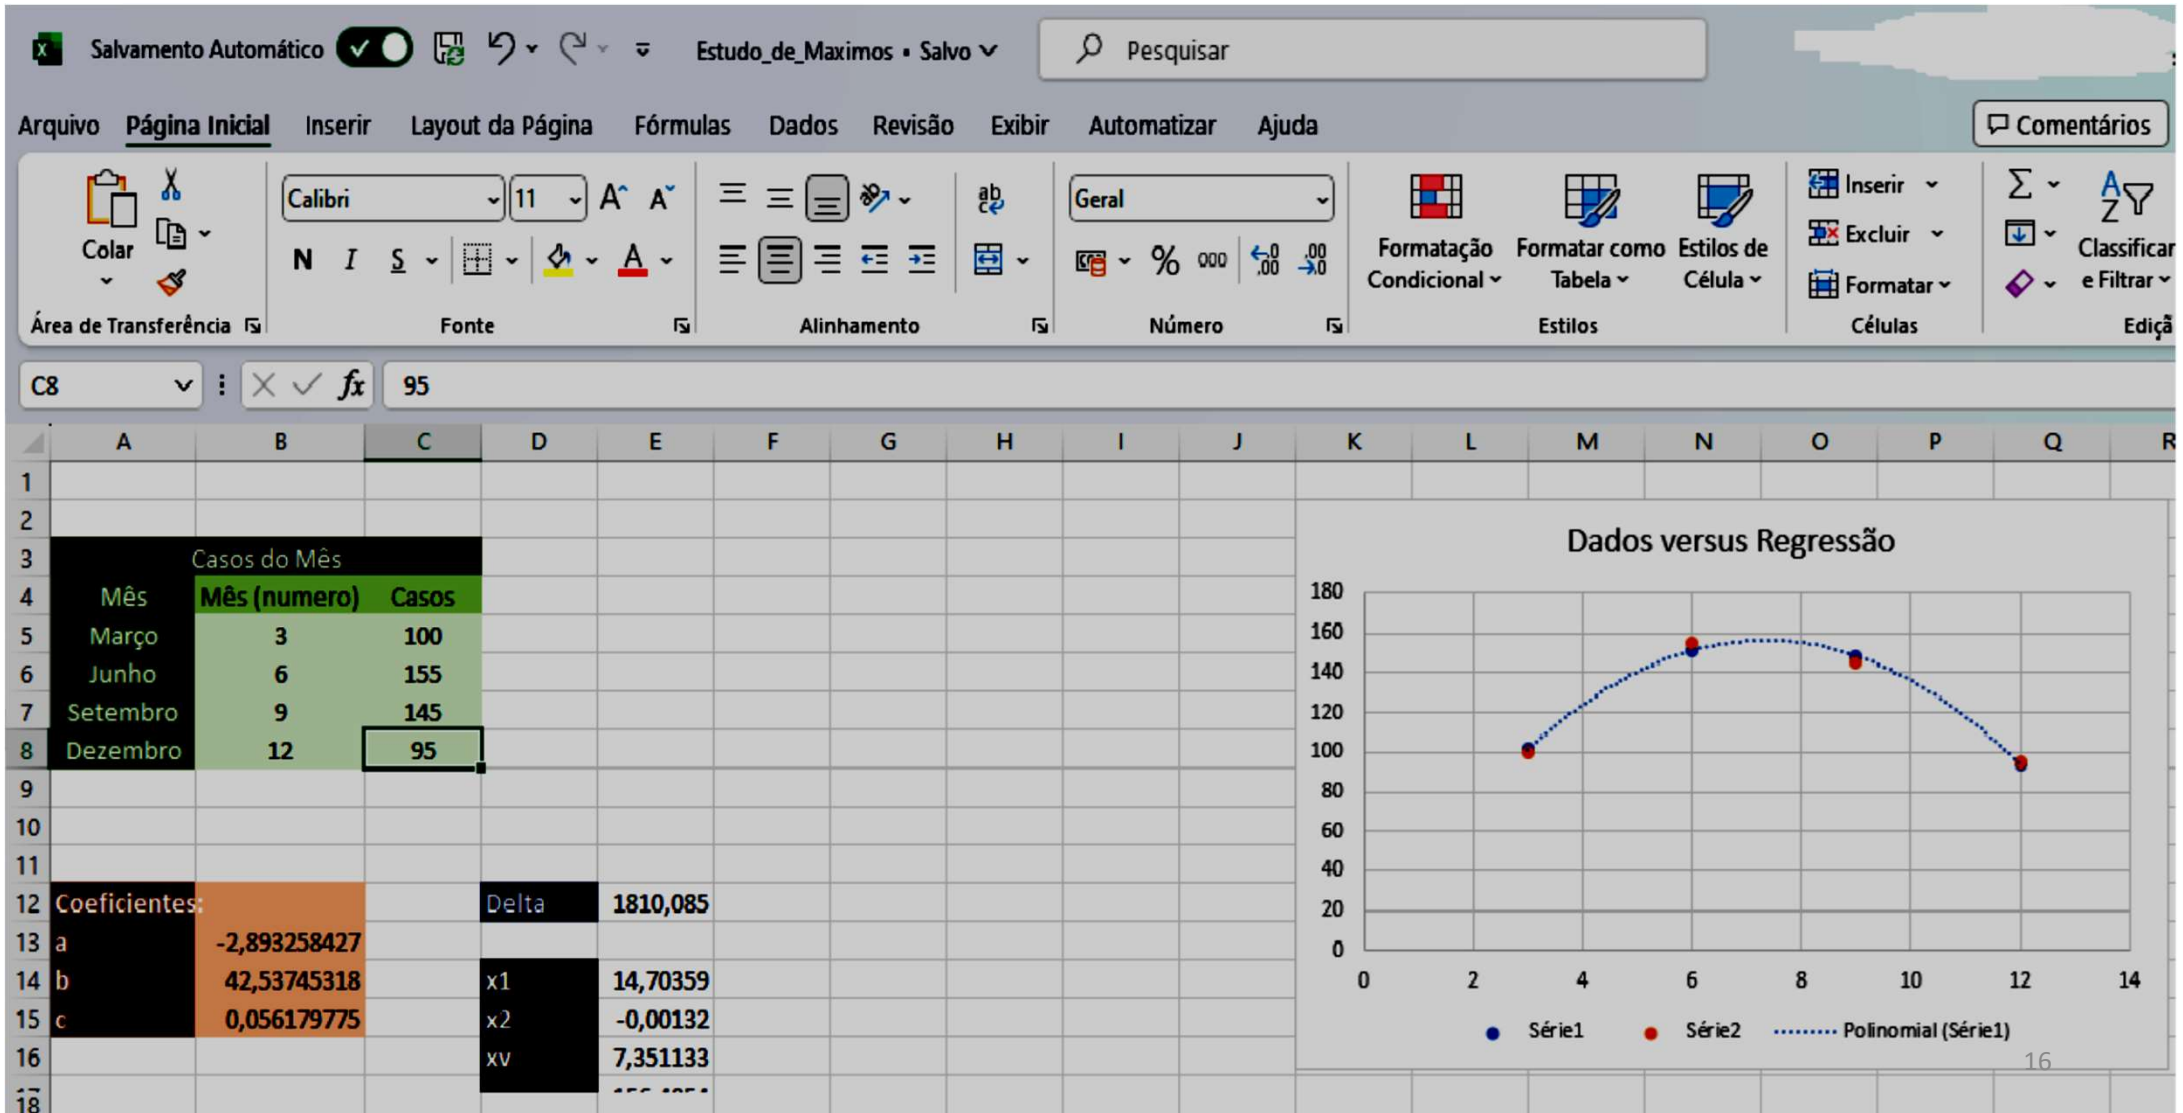 Salvamento Automático Estudo_de_Maximos • Salvo Pesquisar
Arquivo Página Inicial Inserir Layout da Página Fórmulas Dados Revisão Exibir Automatizar Ajuda Comentários
Colar
Calibri 11 A A
N I S A
ab
c
Geral
% 000 ,00 ,00 ,0
Formatação Condicional
Formatar como Tabela
Estilos de Célula
Inserir
Excluir
Formatar
Classificar e Filtrar
Área de Transferência Fonte Alinhamento Número Estilos Células Ediçã
C8 fx 95
A B C D E F G H I J K L M N O P Q R
1
2
3 Casos do Mês
4 Mês Mês (numero) Casos
5 Março 3 100
6 Junho 6 155
7 Setembro 9 145
8 Dezembro 12 95
9
10
11
12 Coeficientes: Delta 1810,085
13 a -2,893258427
14 b 42,53745318 x1 14,70359
15 c 0,056179775 x2 -0,00132
16 xv 7,351133
18
Dados versus Regressão
180
160
140
120
100
80
60
40
20
0
0 2 4 6 8 10 12 14
Série1 Série2 Polinomial (Série1)
16